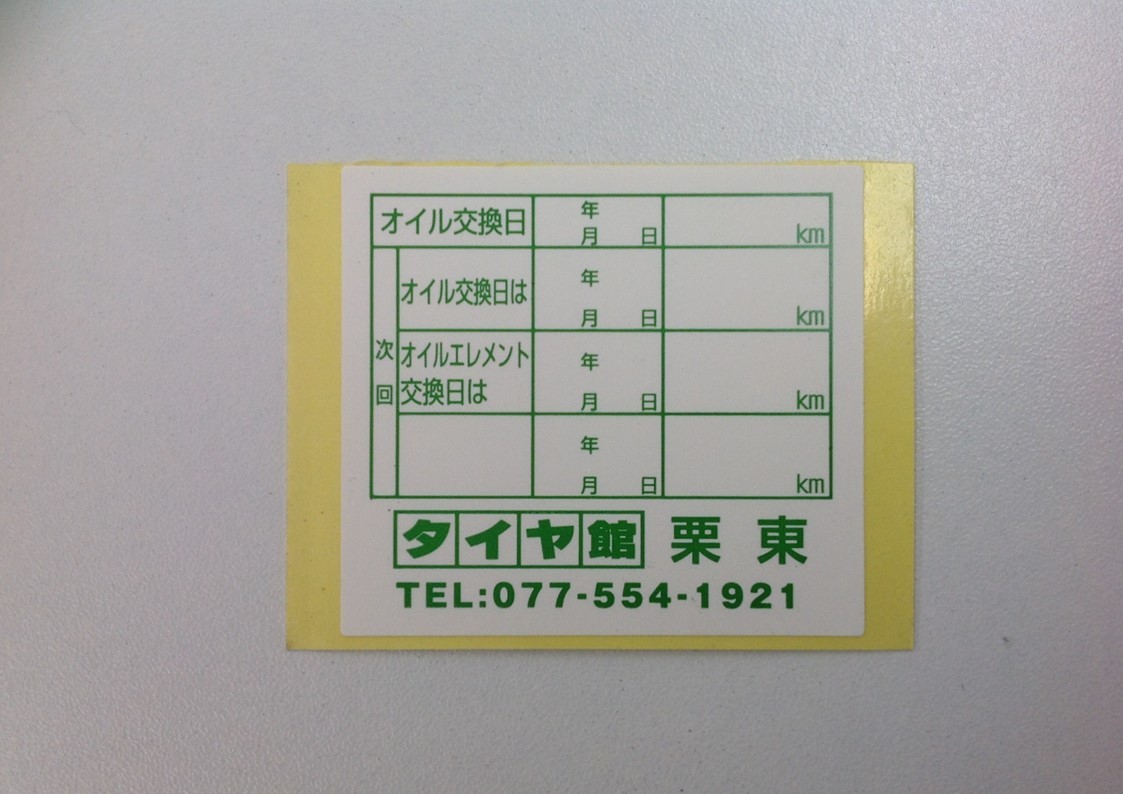 オイル交換日 年 月 日 km
次回
オイル交換日は 年 月 日 km
オイルエレメント
交換日は 年 月 日 km
年 月 日 km
タイヤ館 栗東
TEL:077-554-1921